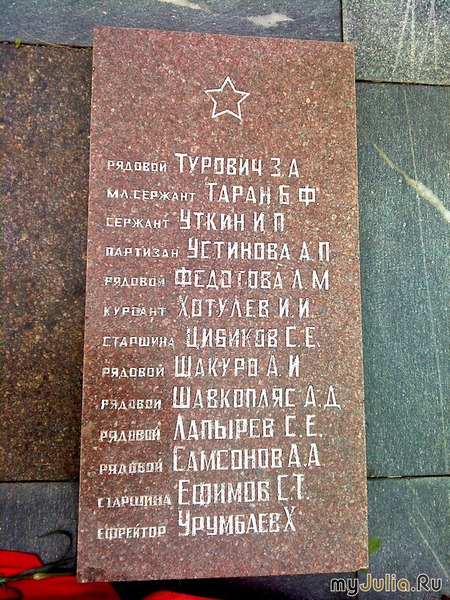 РЯДОВОЙ ТУРОВИЧ З.А.
МЛ.СЕРЖАНТ ТАРАН Б.Ф
СЕРЖАНТ УТКИН И.П
ПАРТИЗАН УСТИНОВА А.П
РЯДОВОЙ ФЕДОТОВА Л.М
КУРСАНТ ХОТУЛЕВ И.И.
СТАРШИНА ЦИБИКОВ С.Е.
РЯДОВОЙ ШАКУРО А.И
РЯДОВОЙ ШАВКОПЛЯС А.Д.
РЯДОВОЙ ЛАПЫРЕВ С.Е.
РЯДОВОЙ САМСОНОВ А.А
СТАРШИНА ЕФИМОВ С.Т.
ЕФРЕЙТОР УРУМБАЕВ Х
myJulia.Ru